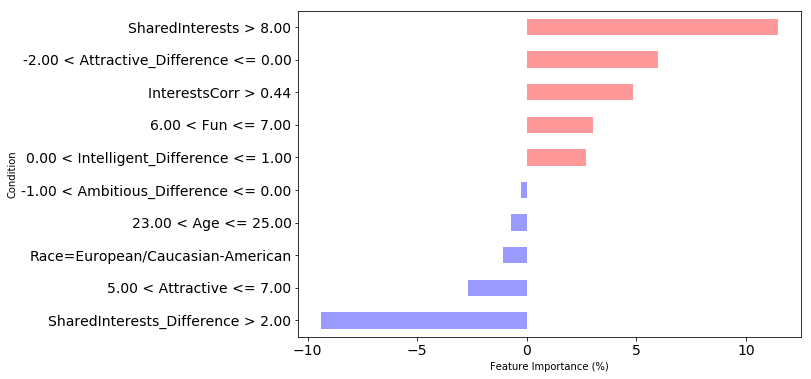 SharedInterests > 8.00
-2.00 < Attractive_Difference <= 0.00
InterestsCorr > 0.44
6.00 < Fun <= 7.00
0.00 < Intelligent_Difference <= 1.00
-1.00 < Ambitious_Difference <= 0.00
23.00 < Age <= 25.00
Race=European/Caucasian-American
5.00 < Attractive <= 7.00
SharedInterests_Difference > 2.00
Condition
−10 −5 0 5 10
Feature Importance (%)